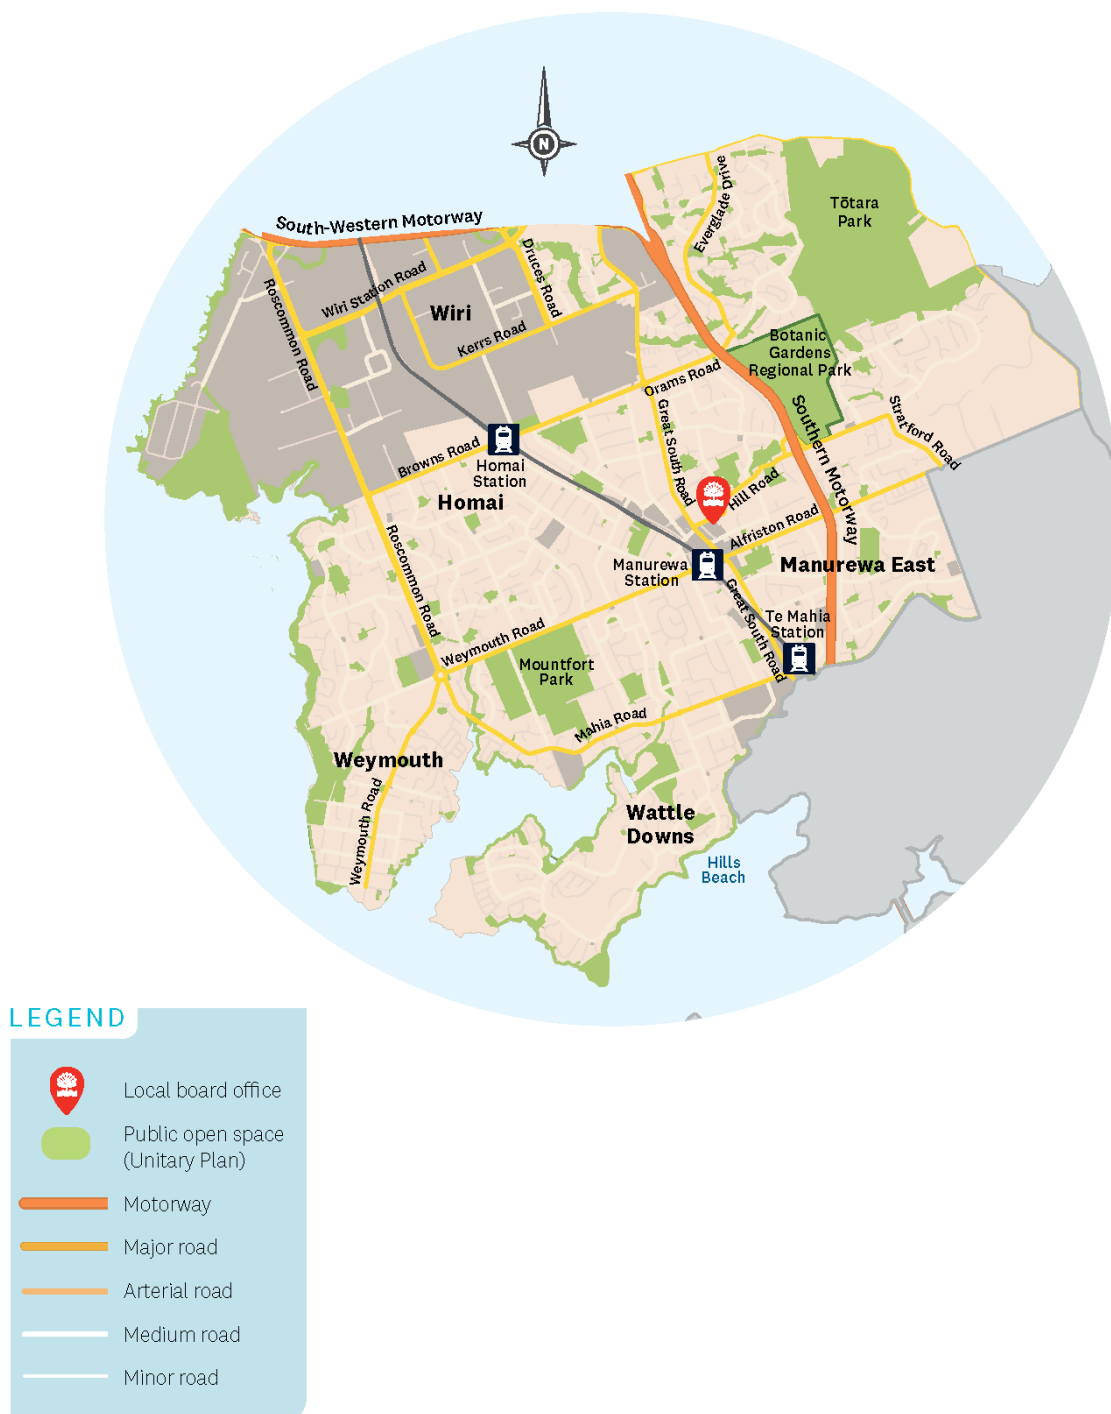 N
South-Western Motorway
Everglade Drive
Tōtara
Park
Roscommon Road
Wiri Station Road
Druces Road
Wiri
Kerrs Road
Botanic
Gardens
Regional Park
Orams Road
Great South Road
Southern Motorway
Stratford Road
Browns Road
Homai
Station
Homai
Hill Road
Alfriston Road
Roscommon Road
Manurewa
Station
Manurewa East
Great South Road
Te Mahia
Station
Weymouth Road
Mountfort
Park
Mahia Road
Weymouth
Weymouth Road
Wattle
Downs
Hills
Beach
LEGEND
Local board office
Public open space
(Unitary Plan)
Motorway
Major road
Arterial road
Medium road
Minor road